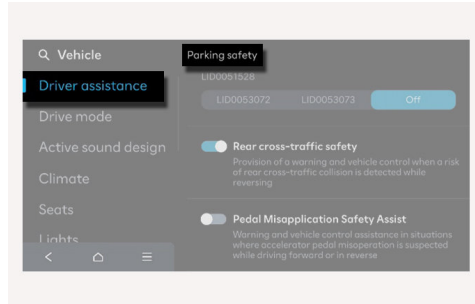 Vehicle
Driver assistance
Drive mode
Active sound design
Climate
Seats
Lights
Parking safety
LID0051528
LID0053072 LID0053073 Off
Rear cross-traffic safety
Provision of a warning and vehicle control when a risk
of rear cross-traffic collision is detected while
reversing
Pedal Misapplication Safety Assist
Warning and vehicle control assistance in situations
where accelerator pedal misoperation is suspected
while driving forward or in reverse